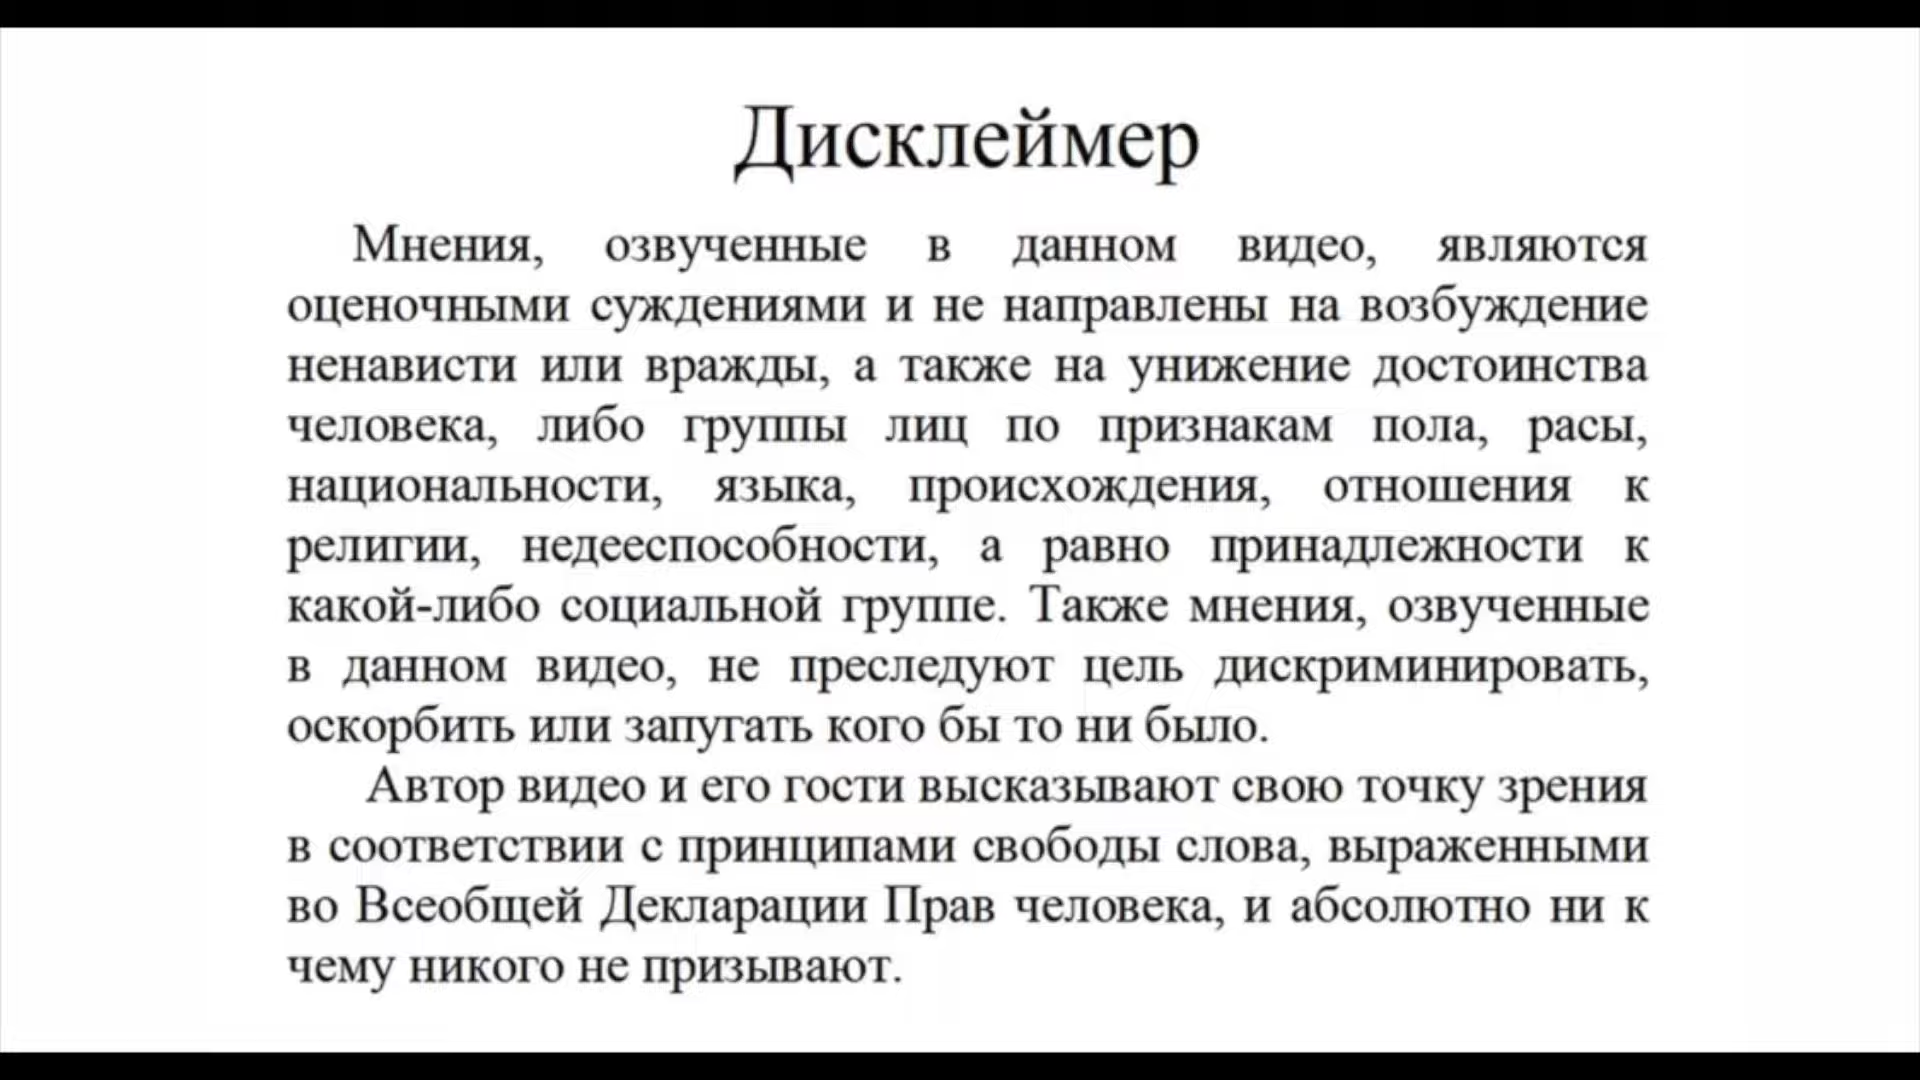 Дисклеймер
Мнения, озвученные в данном видео, являются
оценочными суждениями и не направлены на возбуждение
ненависти или вражды, а также на унижение достоинства
человека, либо группы лиц по признакам пола, расы,
национальности, языка, происхождения, отношения к
религии, недееспособности, а равно принадлежности к
какой-либо социальной группе. Также мнения, озвученные
в данном видео, не преследуют цель дискриминировать,
оскорбить или запугать кого бы то ни было.
Автор видео и его гости высказывают свою точку зрения
в соответствии с принципами свободы слова, выраженными
во Всеобщей Декларации Прав человека, и абсолютно ни к
чему никого не призывают.